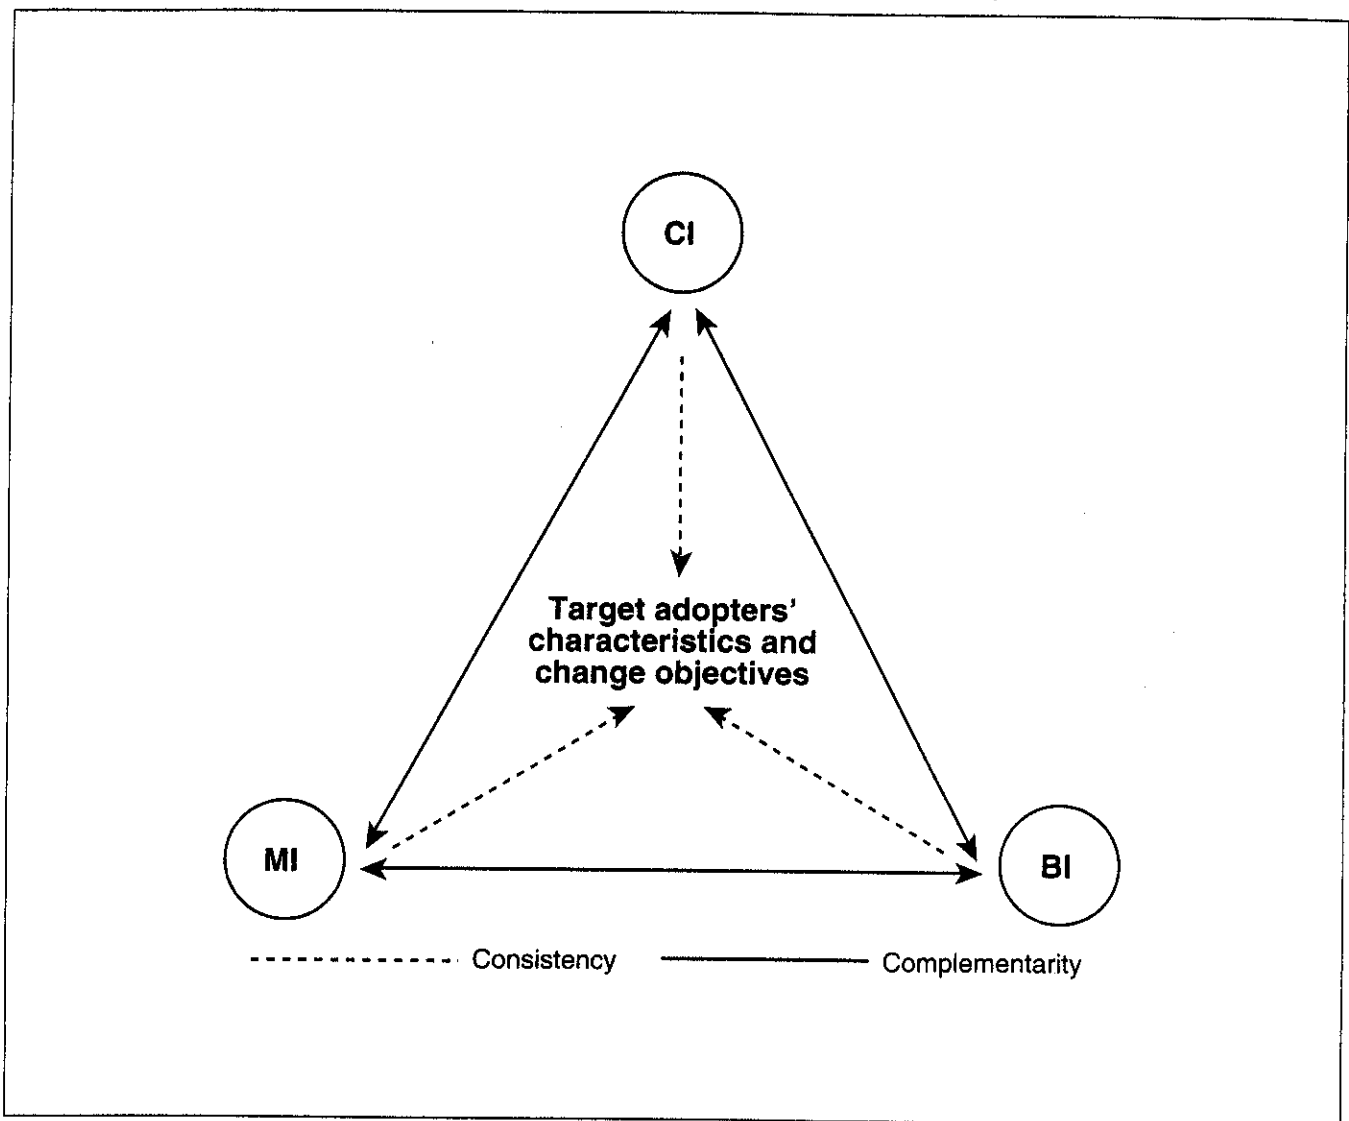 CI
Target adopters'
characteristics and
change objectives
MI
BI
Consistency
Complementarity